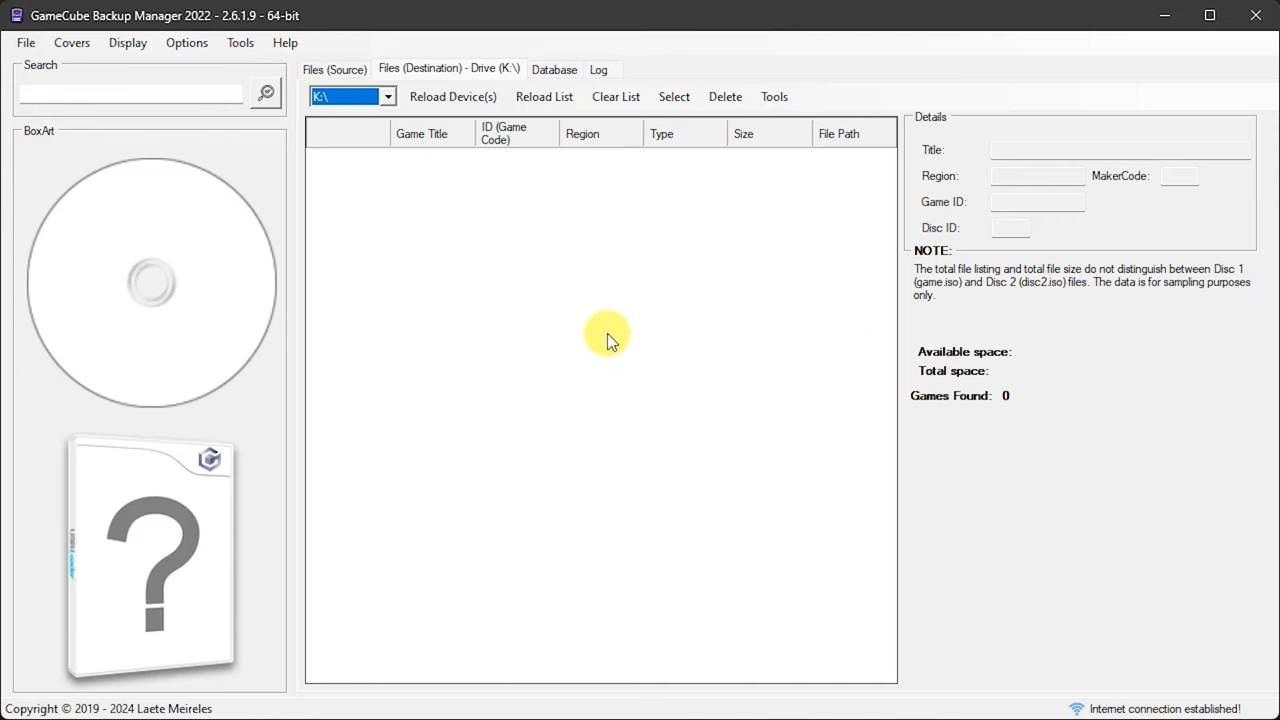 GameCube Backup Manager 2022 - 2.6.1.9 - 64-bit
File Covers Display Options Tools Help
Search
BoxArt
Files (Source) Files (Destination) - Drive (K:\) Database Log
K:\ Reload Device(s) Reload List Clear List Select Delete Tools
Game Title ID (Game Code) Region Type Size File Path
Details
Title:
Region: MakerCode:
Game ID:
Disc ID:
NOTE:
The total file listing and total file size do not distinguish between Disc 1
(game.iso) and Disc 2 (disc2.iso) files. The data is for sampling purposes
only.
Available space:
Total space:
Games Found: 0
?
Copyright © 2019 - 2024 Laete Meireles
Internet connection established!